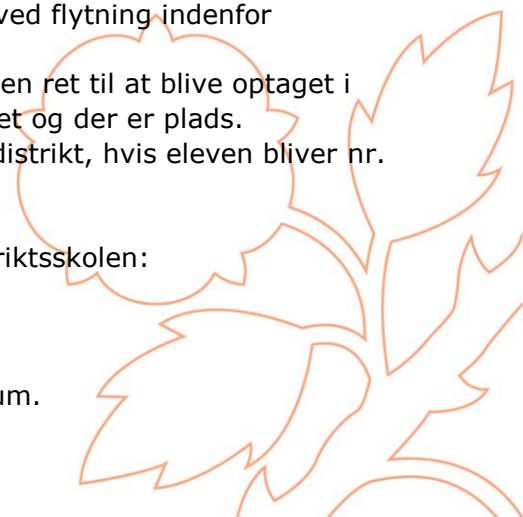 ved flytning indenfor
en ret til at blive optaget i
et og der er plads.
distrikt, hvis eleven bliver nr.
riktsskolen:
um.